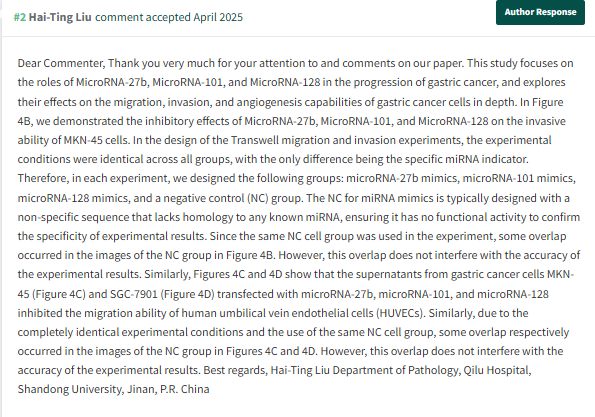 #2 Hai-Ting Liu comment accepted April 2025
Author Response
Dear Commenter, Thank you very much for your attention to and comments on our paper. This study focuses on
the roles of MicroRNA-27b, MicroRNA-101, and MicroRNA-128 in the progression of gastric cancer, and explores
their effects on the migration, invasion, and angiogenesis capabilities of gastric cancer cells in depth. In Figure
4B, we demonstrated the inhibitory effects of MicroRNA-27b, MicroRNA-101, and MicroRNA-128 on the invasive
ability of MKN-45 cells. In the design of the Transwell migration and invasion experiments, the experimental
conditions were identical across all groups, with the only difference being the specific miRNA indicator.
Therefore, in each experiment, we designed the following groups: microRNA-27b mimics, microRNA-101 mimics,
microRNA-128 mimics, and a negative control (NC) group. The NC for miRNA mimics is typically designed with a
non-specific sequence that lacks homology to any known miRNA, ensuring it has no functional activity to confirm
the specificity of experimental results. Since the same NC cell group was used in the experiment, some overlap
occurred in the images of the NC group in Figure 4B. However, this overlap does not interfere with the accuracy of
the experimental results. Similarly, Figures 4C and 4D show that the supernatants from gastric cancer cells MKN-
45 (Figure 4C) and SGC-7901 (Figure 4D) transfected with microRNA-27b, microRNA-101, and microRNA-128
inhibited the migration ability of human umbilical vein endothelial cells (HUVECs). Similarly, due to the
completely identical experimental conditions and the use of the same NC cell group, some overlap respectively
occurred in the images of the NC group in Figures 4C and 4D. However, this overlap does not interfere with the
accuracy of the experimental results. Best regards, Hai-Ting Liu Department of Pathology, Qilu Hospital,
Shandong University, Jinan, P.R. China